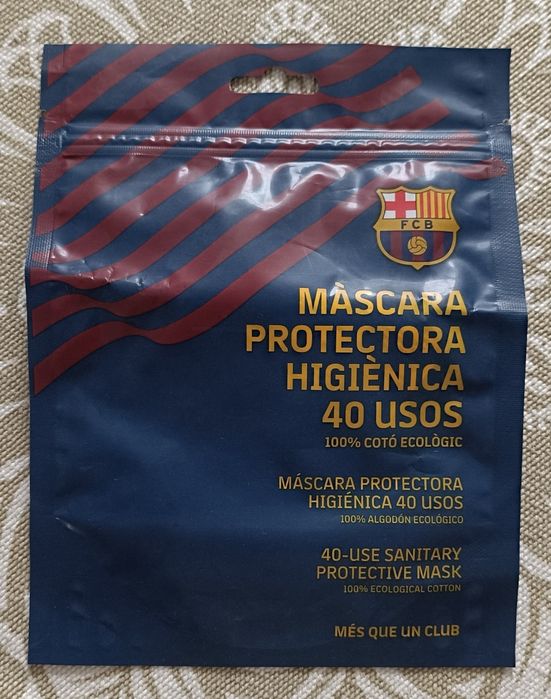 FCB
MÀSCARA
PROTECTORA
HIGIÈNICA
40 USOS
100% COTÓ ECOLÒGIC
MÁSCARA PROTECTORA
HIGIÉNICA 40 USOS
100% ALGODÓN ECOLÓGICO
40-USE SANITARY
PROTECTIVE MASK
100% ECOLOGICAL COTTON
MÉS QUE UN CLUB